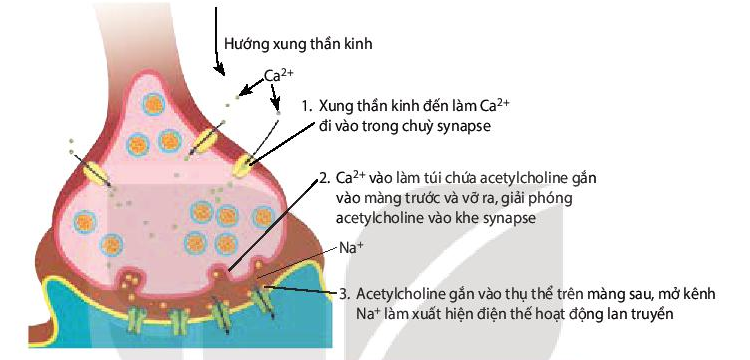 Hướng xung thần kinh
Ca2+
1. Xung thần kinh đến làm Ca2+
đi vào trong chuỳ synapse
2. Ca2+ vào làm túi chứa acetylcholine gắn
vào màng trước và vỡ ra, giải phóng
acetylcholine vào khe synapse
Na+
3. Acetylcholine gắn vào thụ thể trên màng sau, mở kênh
Na+ làm xuất hiện điện thế hoạt động lan truyền